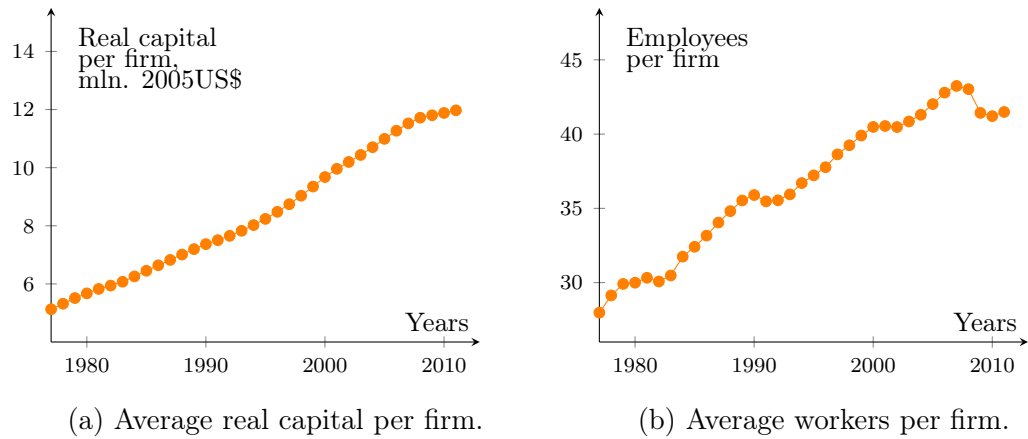 Real capital
per firm,
mln. 2005US$
14
12
10
8
6
Years
1980
1990
2000
2010
(a) Average real capital per firm.
Employees
per firm
45
40
35
30
Years
1980
1990
2000
2010
(b) Average workers per firm.